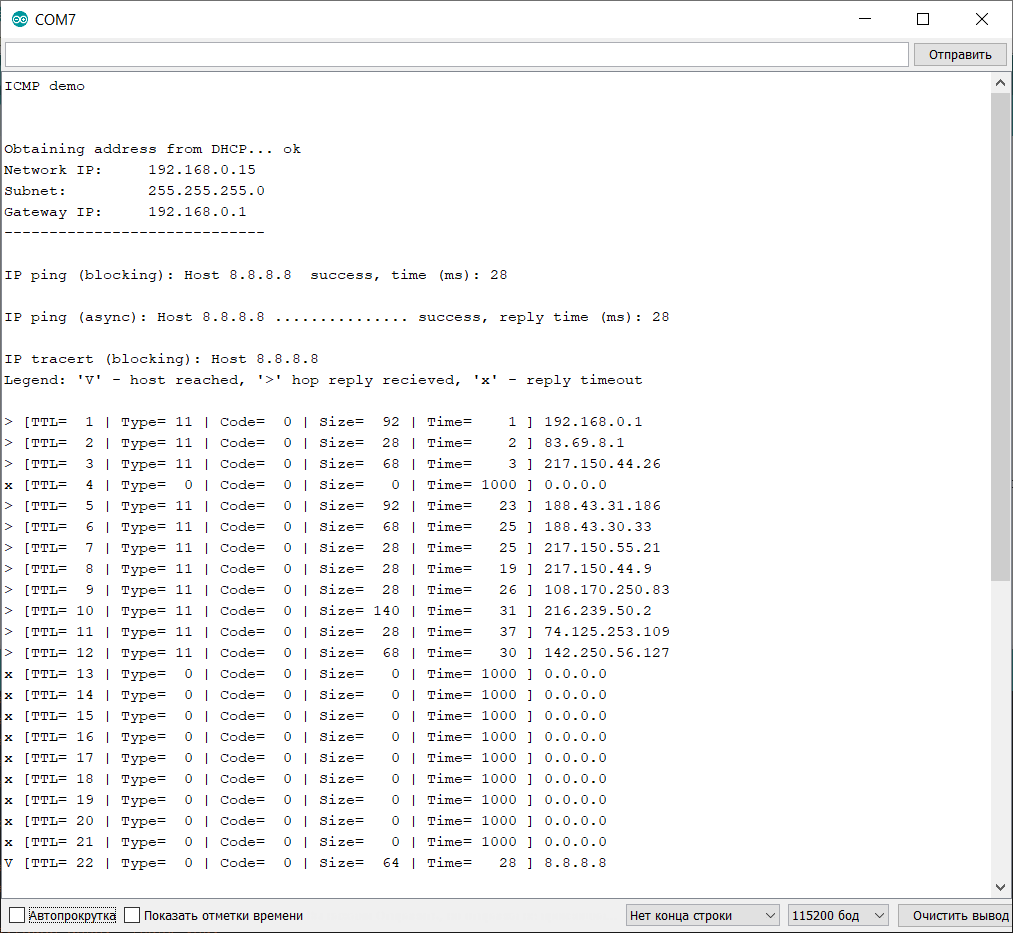 COM7
Отправить
ICMP demo
Obtaining address from DHCP... ok
Network IP:     192.168.0.15
Subnet:         255.255.255.0
Gateway IP:     192.168.0.1
-----------------------------
IP ping (blocking): Host 8.8.8.8  success, time (ms): 28
IP ping (async): Host 8.8.8.8 ............... success, reply time (ms): 28
IP tracert (blocking): Host 8.8.8.8
Legend: 'V' - host reached, '>' hop reply recieved, 'x' - reply timeout
> [TTL=  1 | Type= 11 | Code=  0 | Size=  92 | Time=    1 ] 192.168.0.1
> [TTL=  2 | Type= 11 | Code=  0 | Size=  28 | Time=    2 ] 83.69.8.1
> [TTL=  3 | Type= 11 | Code=  0 | Size=  68 | Time=    3 ] 217.150.44.26
x [TTL=  4 | Type=  0 | Code=  0 | Size=   0 | Time= 1000 ] 0.0.0.0
> [TTL=  5 | Type= 11 | Code=  0 | Size=  92 | Time=   23 ] 188.43.31.186
> [TTL=  6 | Type= 11 | Code=  0 | Size=  68 | Time=   25 ] 188.43.30.33
> [TTL=  7 | Type= 11 | Code=  0 | Size=  28 | Time=   25 ] 217.150.55.21
> [TTL=  8 | Type= 11 | Code=  0 | Size=  28 | Time=   19 ] 217.150.44.9
> [TTL=  9 | Type= 11 | Code=  0 | Size=  28 | Time=   26 ] 108.170.250.83
> [TTL= 10 | Type= 11 | Code=  0 | Size= 140 | Time=   31 ] 216.239.50.2
> [TTL= 11 | Type= 11 | Code=  0 | Size=  28 | Time=   37 ] 74.125.253.109
> [TTL= 12 | Type= 11 | Code=  0 | Size=  68 | Time=   30 ] 142.250.56.127
x [TTL= 13 | Type=  0 | Code=  0 | Size=   0 | Time= 1000 ] 0.0.0.0
x [TTL= 14 | Type=  0 | Code=  0 | Size=   0 | Time= 1000 ] 0.0.0.0
x [TTL= 15 | Type=  0 | Code=  0 | Size=   0 | Time= 1000 ] 0.0.0.0
x [TTL= 16 | Type=  0 | Code=  0 | Size=   0 | Time= 1000 ] 0.0.0.0
x [TTL= 17 | Type=  0 | Code=  0 | Size=   0 | Time= 1000 ] 0.0.0.0
x [TTL= 18 | Type=  0 | Code=  0 | Size=   0 | Time= 1000 ] 0.0.0.0
x [TTL= 19 | Type=  0 | Code=  0 | Size=   0 | Time= 1000 ] 0.0.0.0
x [TTL= 20 | Type=  0 | Code=  0 | Size=   0 | Time= 1000 ] 0.0.0.0
x [TTL= 21 | Type=  0 | Code=  0 | Size=   0 | Time= 1000 ] 0.0.0.0
V [TTL= 22 | Type=  0 | Code=  0 | Size=  64 | Time=   28 ] 8.8.8.8
Автопрокрутка Показать отметки времени Нет конца строки 115200 бод Очистить вывод